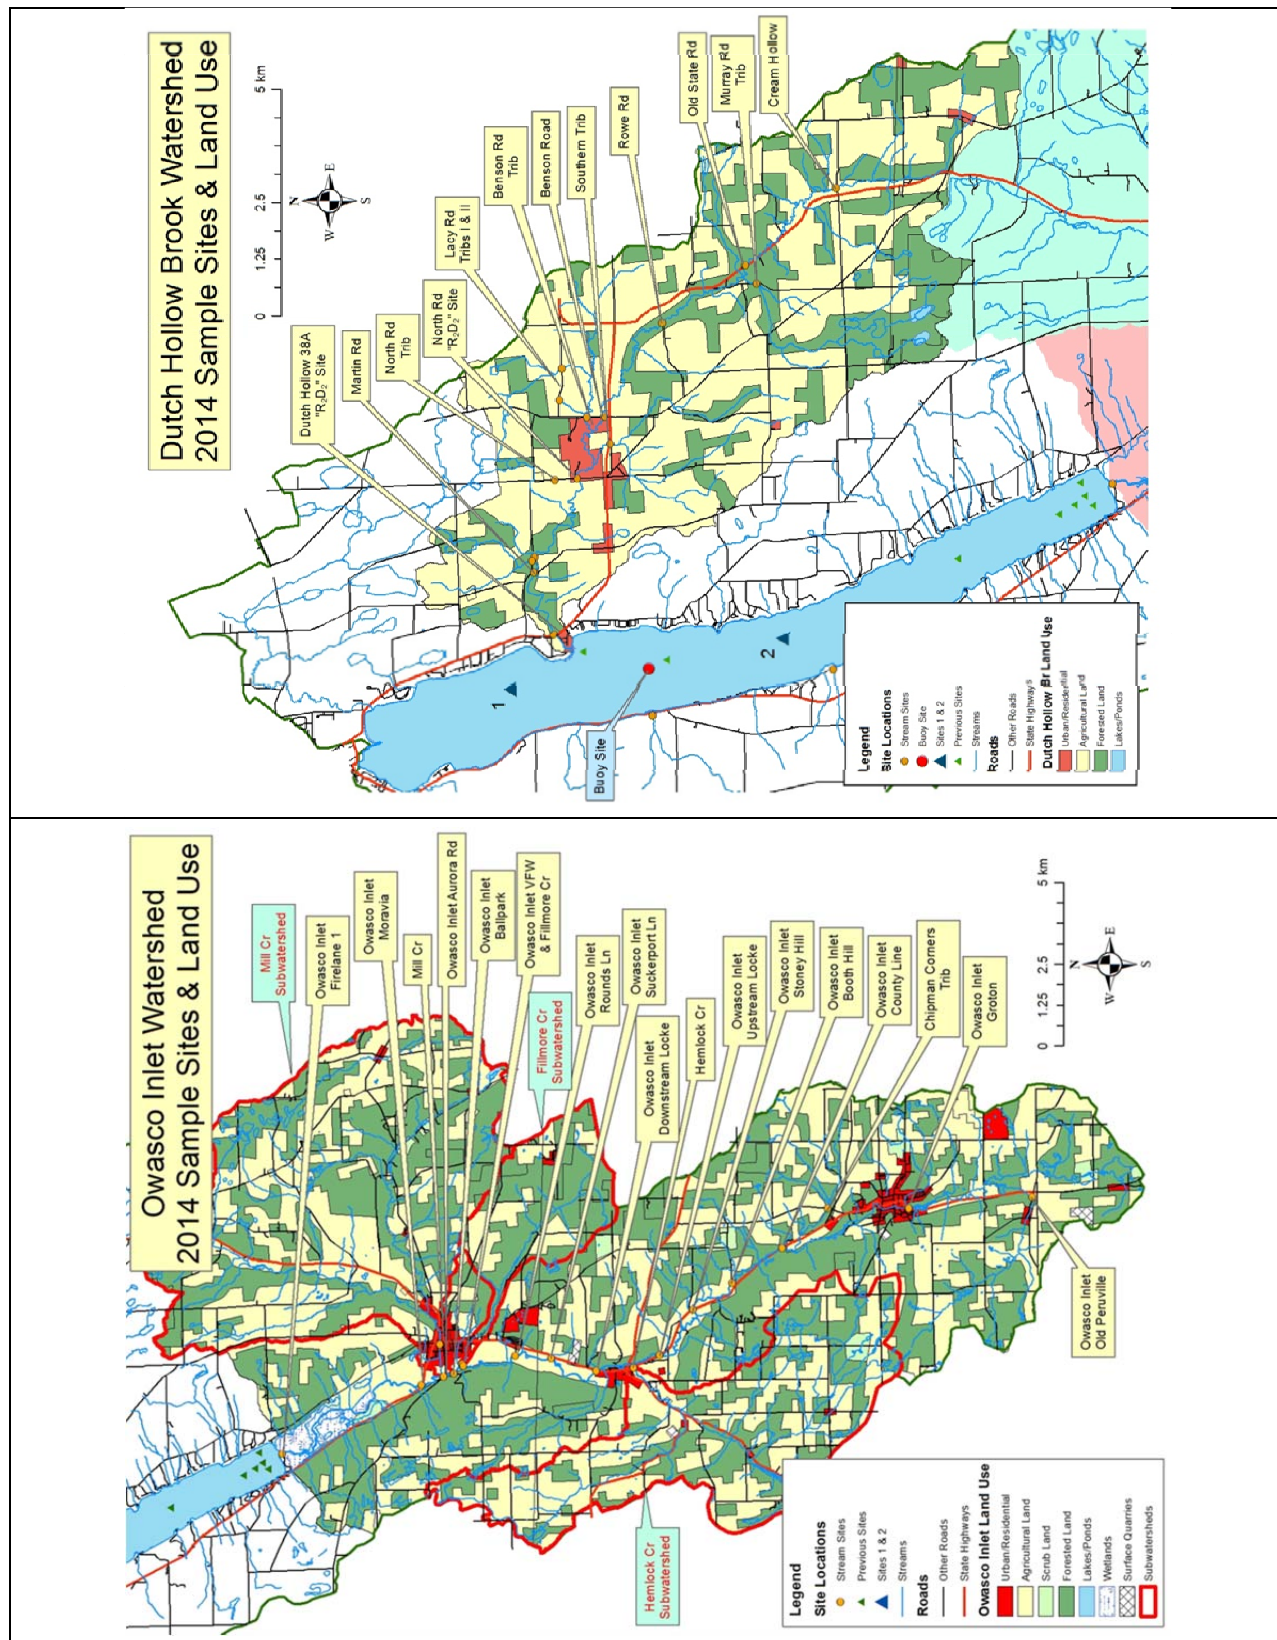 Dutch Hollow Brook Watershed
2014 Sample Sites & Land Use
0
1.25
2.5
5 km
N
E
S
W
Dutch Hollow 38A
"R2D2" Site
Martin Rd
North Rd
Trib
North Rd
"R2D2" Site
Lacy Rd
Tribs I & II
Benson Rd
Trib
Benson Road
Southern Trib
Rowe Rd
Old State Rd
Murray Rd
Trib
Cream Hollow
1
2
Buoy Site
Legend
Site Locations
Stream Sites
Buoy Site
Sites 1 & 2
Previous Sites
Streams
Roads
Other Roads
State Highways
Dutch Hollow Br Land Use
Urban/Residential
Agricultural Land
Forested Land
Lakes/Ponds
Owasco Inlet Watershed
2014 Sample Sites & Land Use
Mill Cr
Subwatershed
Owasco Inlet
Firelane 1
Owasco Inlet
Moravia
Mill Cr
Owasco Inlet Aurora Rd
Owasco Inlet
Ballpark
Owasco Inlet VFW
& Fillmore Cr
Fillmore Cr
Subwatershed
Owasco Inlet
Rounds Ln
Owasco Inlet
Suckerport Ln
Owasco Inlet
Downstream Locke
Hemlock Cr
Owasco Inlet
Upstream Locke
Owasco Inlet
Stoney Hill
Owasco Inlet
Booth Hill
Owasco Inlet
County Line
Chipman Corners
Trib
Owasco Inlet
Groton
0
1.25
2.5
5 km
N
E
S
W
Owasco Inlet
Old Peruville
Hemlock Cr
Subwatershed
Legend
Site Locations
Stream Sites
Previous Sites
Sites 1 & 2
Streams
Roads
Other Roads
State Highways
Owasco Inlet Land Use
Urban/Residential
Agricultural Land
Scrub Land
Forested Land
Lakes/Ponds
Wetlands
Surface Quarries
Subwatersheds